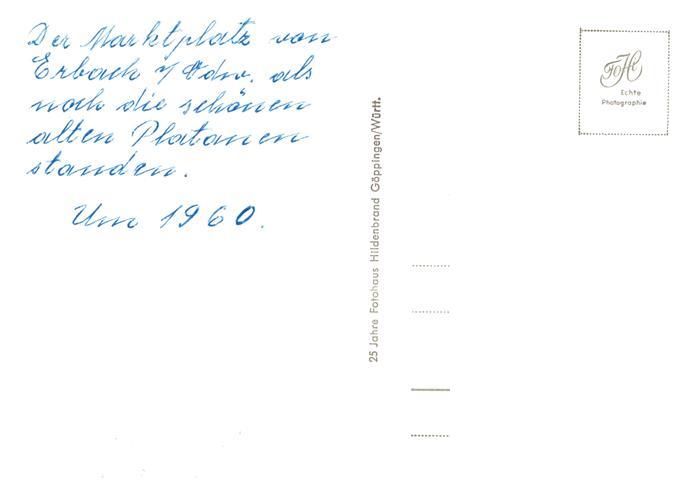 Der Marktplatz von
Erbach i/Odw. als
noch die schönen
alten Platanen
standen.
Um 1960.
25 Jahre Fotohaus Hildenbrand Göppingen/Württ.
FOHI
Echte
Photographie